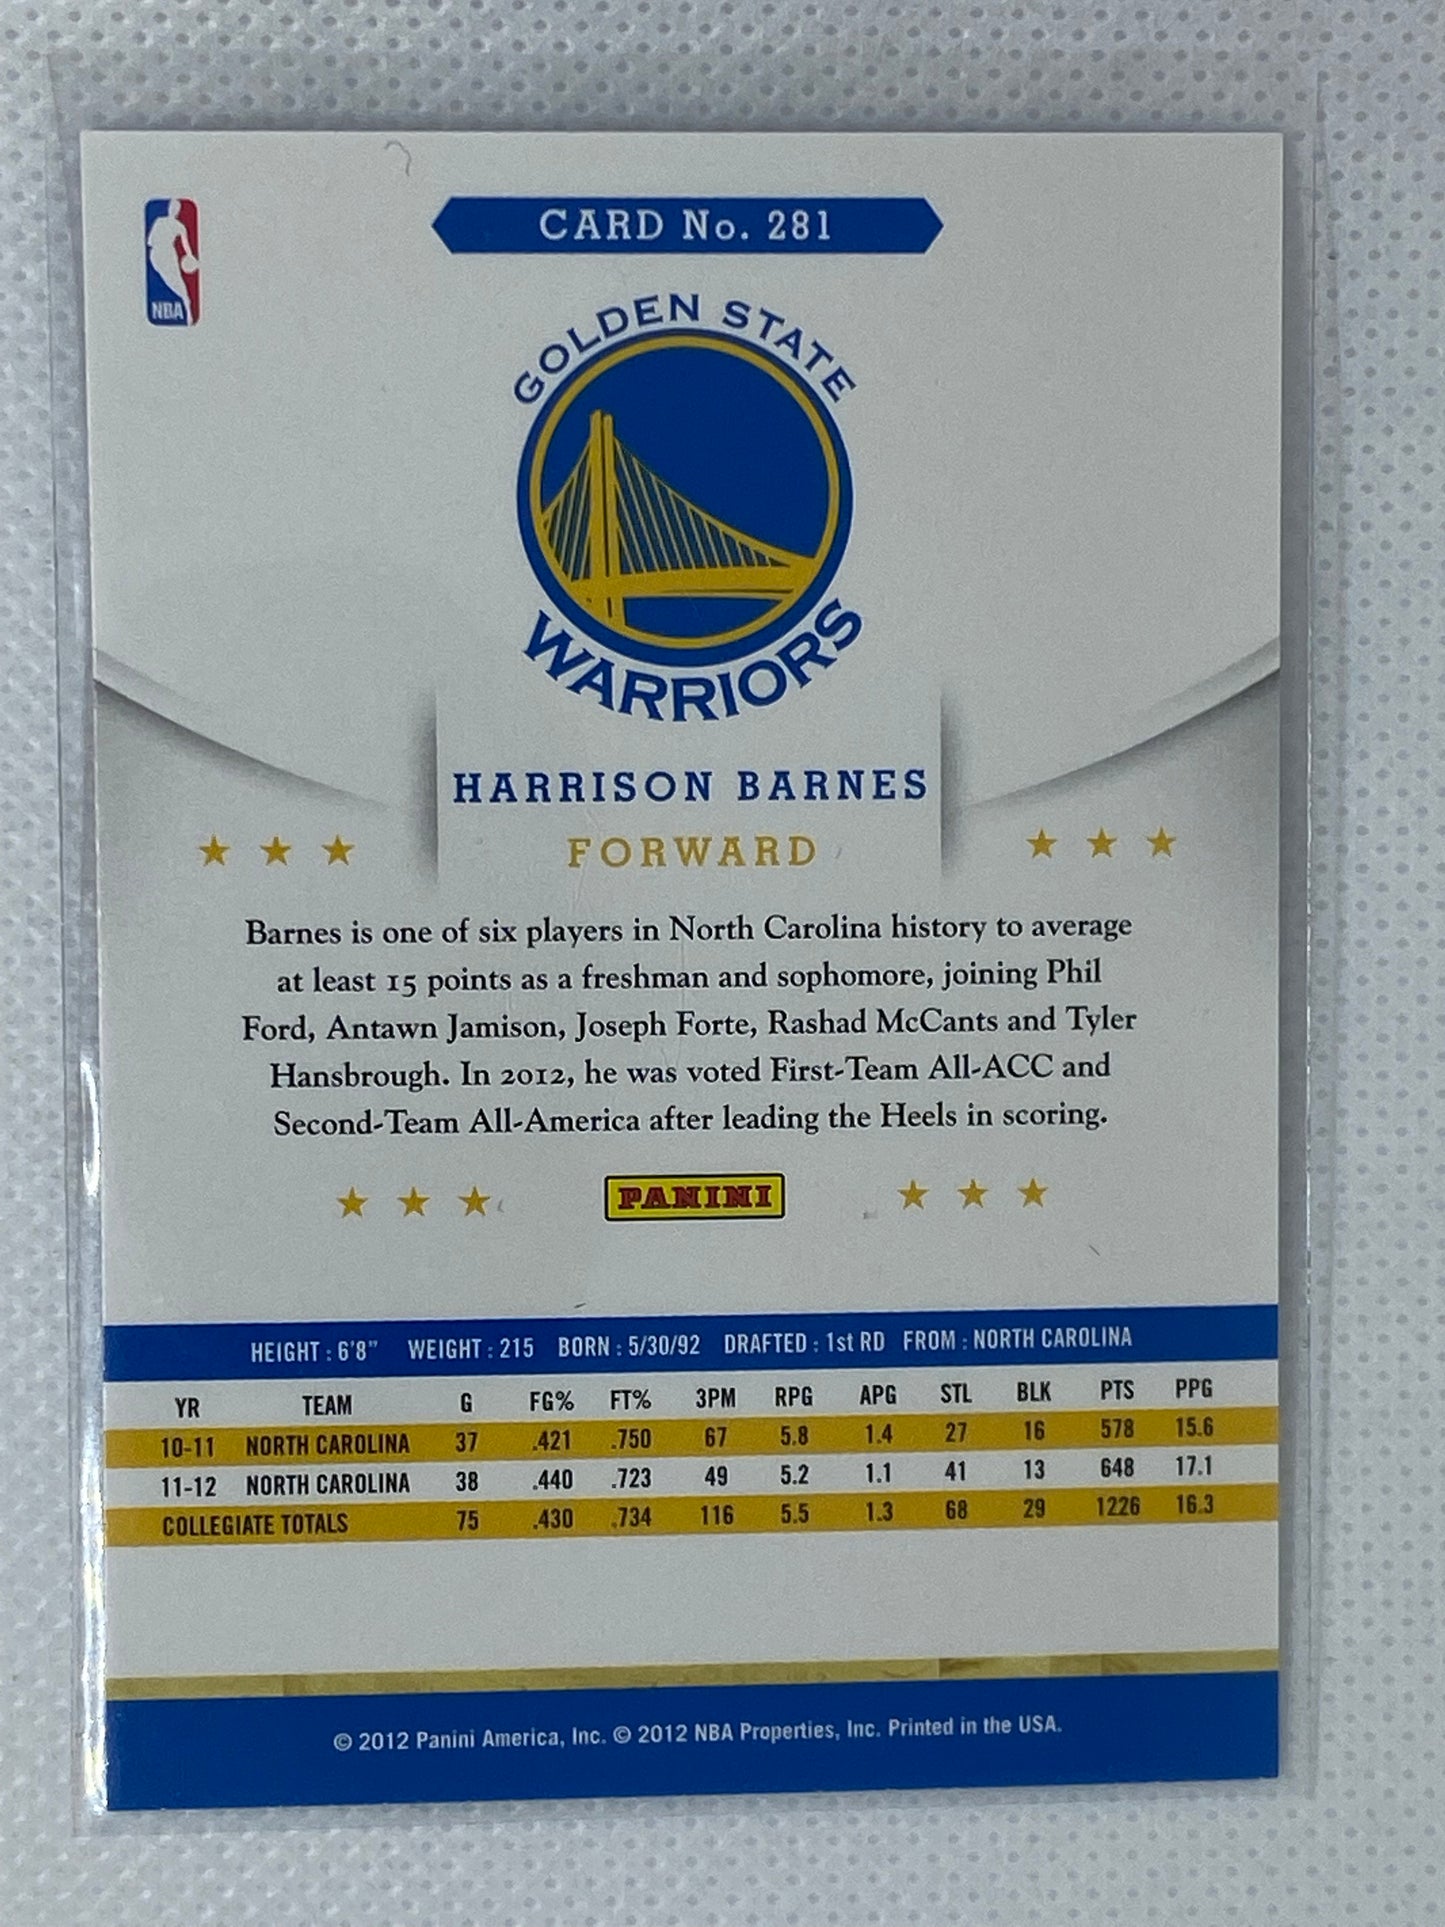 CARD No. 281
NBA
GOLDEN STATE
WARRIORS
HARRISON BARNES
FORWARD
Barnes is one of six players in North Carolina history to average
at least 15 points as a freshman and sophomore, joining Phil
Ford, Antawn Jamison, Joseph Forte, Rashad McCants and Tyler
Hansbrough. In 2012, he was voted First-Team All-ACC and
Second-Team All-America after leading the Heels in scoring.
PANINI
HEIGHT : 6'8" WEIGHT : 215 BORN : 5/30/92 DRAFTED : 1st RD FROM : NORTH CAROLINA
YR TEAM G FG% FT% 3PM RPG APG STL BLK PTS PPG
10-11 NORTH CAROLINA 37 .421 .750 67 5.8 1.4 27 16 578 15.6
11-12 NORTH CAROLINA 38 .440 .723 49 5.2 1.1 41 13 648 17.1
COLLEGIATE TOTALS 75 .430 .734 116 5.5 1.3 68 29 1226 16.3
© 2012 Panini America, Inc. © 2012 NBA Properties, Inc. Printed in the USA.